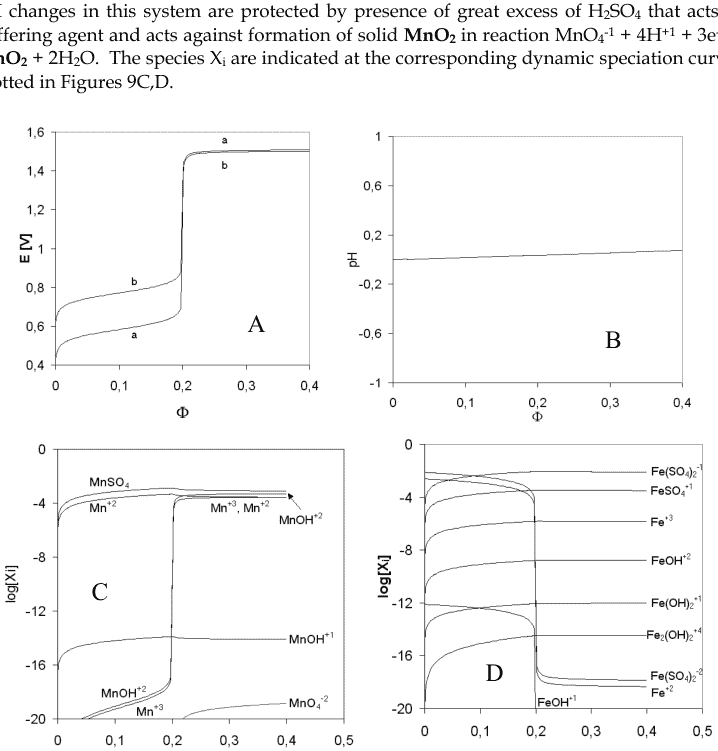 changes in this system are protected by presence of great excess of H₂SO₄ that acts
ffering agent and acts against formation of solid MnO₂ in reaction MnO₄⁻¹ + 4H⁺¹ + 3e
nO₂ + 2H₂O. The species Xᵢ are indicated at the corresponding dynamic speciation cur
otted in Figures 9C,D.
1,6
1,4
1,2
1
0,8
0,6
0,4
E [V]
a
b
b
a
A
0 0,1 0,2 0,3 0,4
Φ
1
0,6
0,2
-0,2
-0,6
-1
pH
B
0 0,1 0,2 0,3 0,4
Φ
0
-4
-8
-12
-16
-20
log[Xi]
MnSO₄
Mn⁺²
Mn⁺³, Mn⁺²
MnOH⁺²
C
MnOH⁺¹
MnOH⁺²
Mn⁺³
MnO₄⁻²
0 0,1 0,2 0,3 0,4 0,5
0
-4
-8
-12
-16
-20
log[Xi]
Fe(SO₄)₂⁻¹
FeSO₄⁺¹
Fe⁺³
FeOH⁺²
Fe(OH)₂⁺¹
Fe₂(OH)₂⁺⁴
D
Fe(SO₄)₂⁻²
Fe⁺²
FeOH⁺¹
0 0,1 0,2 0,3 0,4 0,5